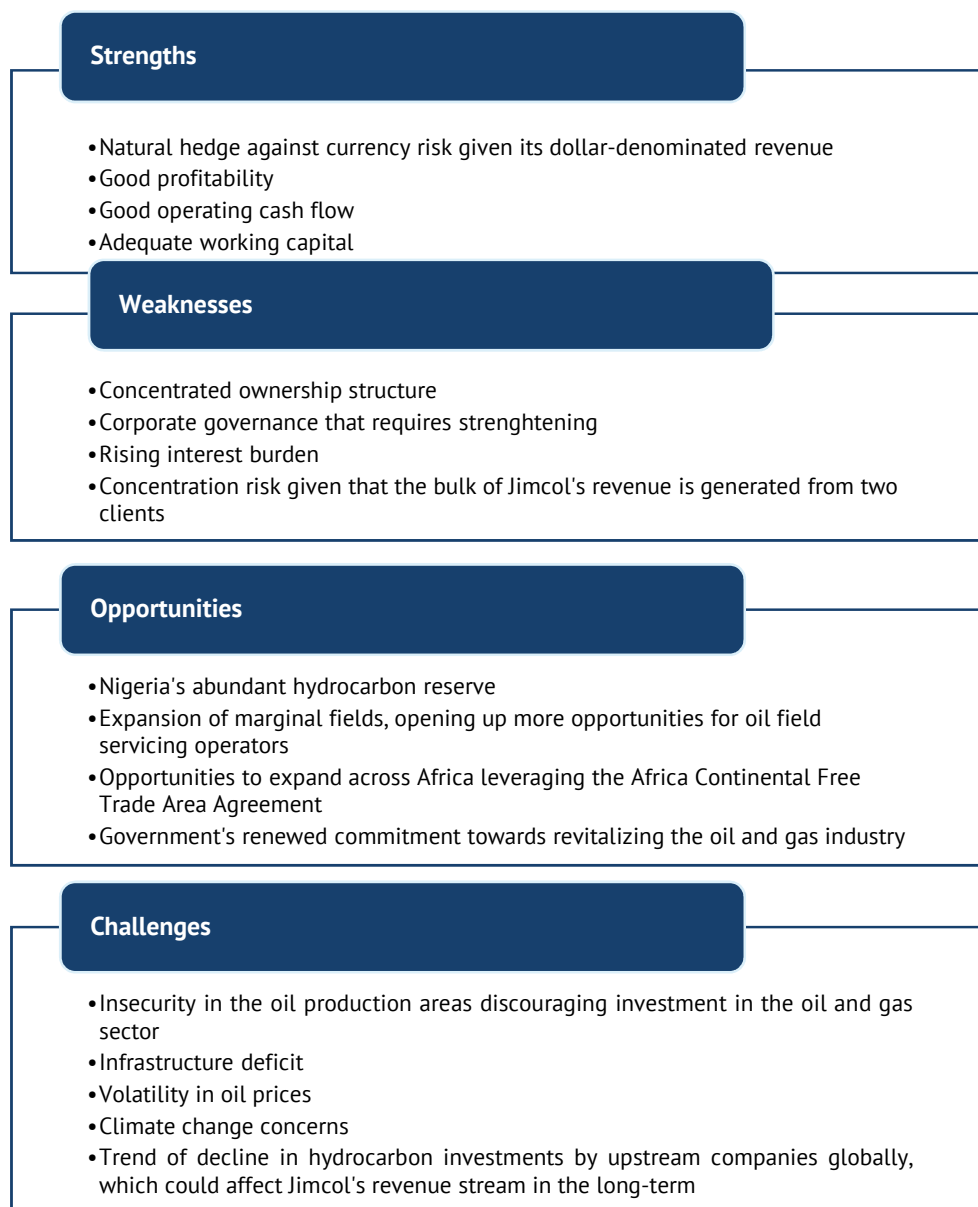 Strengths
•Natural hedge against currency risk given its dollar-denominated revenue
•Good profitability
•Good operating cash flow
•Adequate working capital
Weaknesses
•Concentrated ownership structure
•Corporate governance that requires strenghtening
•Rising interest burden
•Concentration risk given that the bulk of Jimcol's revenue is generated from two
clients
Opportunities
•Nigeria's abundant hydrocarbon reserve
•Expansion of marginal fields, opening up more opportunities for oil field
servicing operators
•Opportunities to expand across Africa leveraging the Africa Continental Free
Trade Area Agreement
•Government's renewed commitment towards revitalizing the oil and gas industry
Challenges
•Insecurity in the oil production areas discouraging investment in the oil and gas
sector
•Infrastructure deficit
•Volatility in oil prices
•Climate change concerns
•Trend of decline in hydrocarbon investments by upstream companies globally,
which could affect Jimcol's revenue stream in the long-term